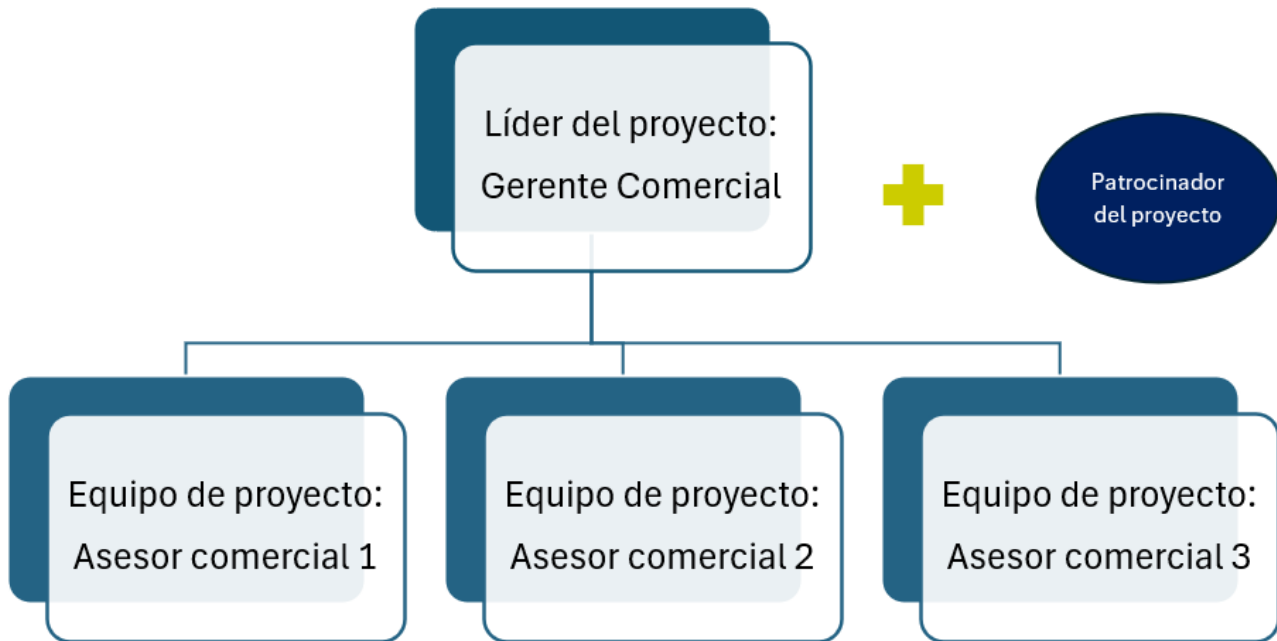 Líder del proyecto:
Gerente Comercial
Patrocinador
del proyecto
Equipo de proyecto:
Asesor comercial 1
Equipo de proyecto:
Asesor comercial 2
Equipo de proyecto:
Asesor comercial 3